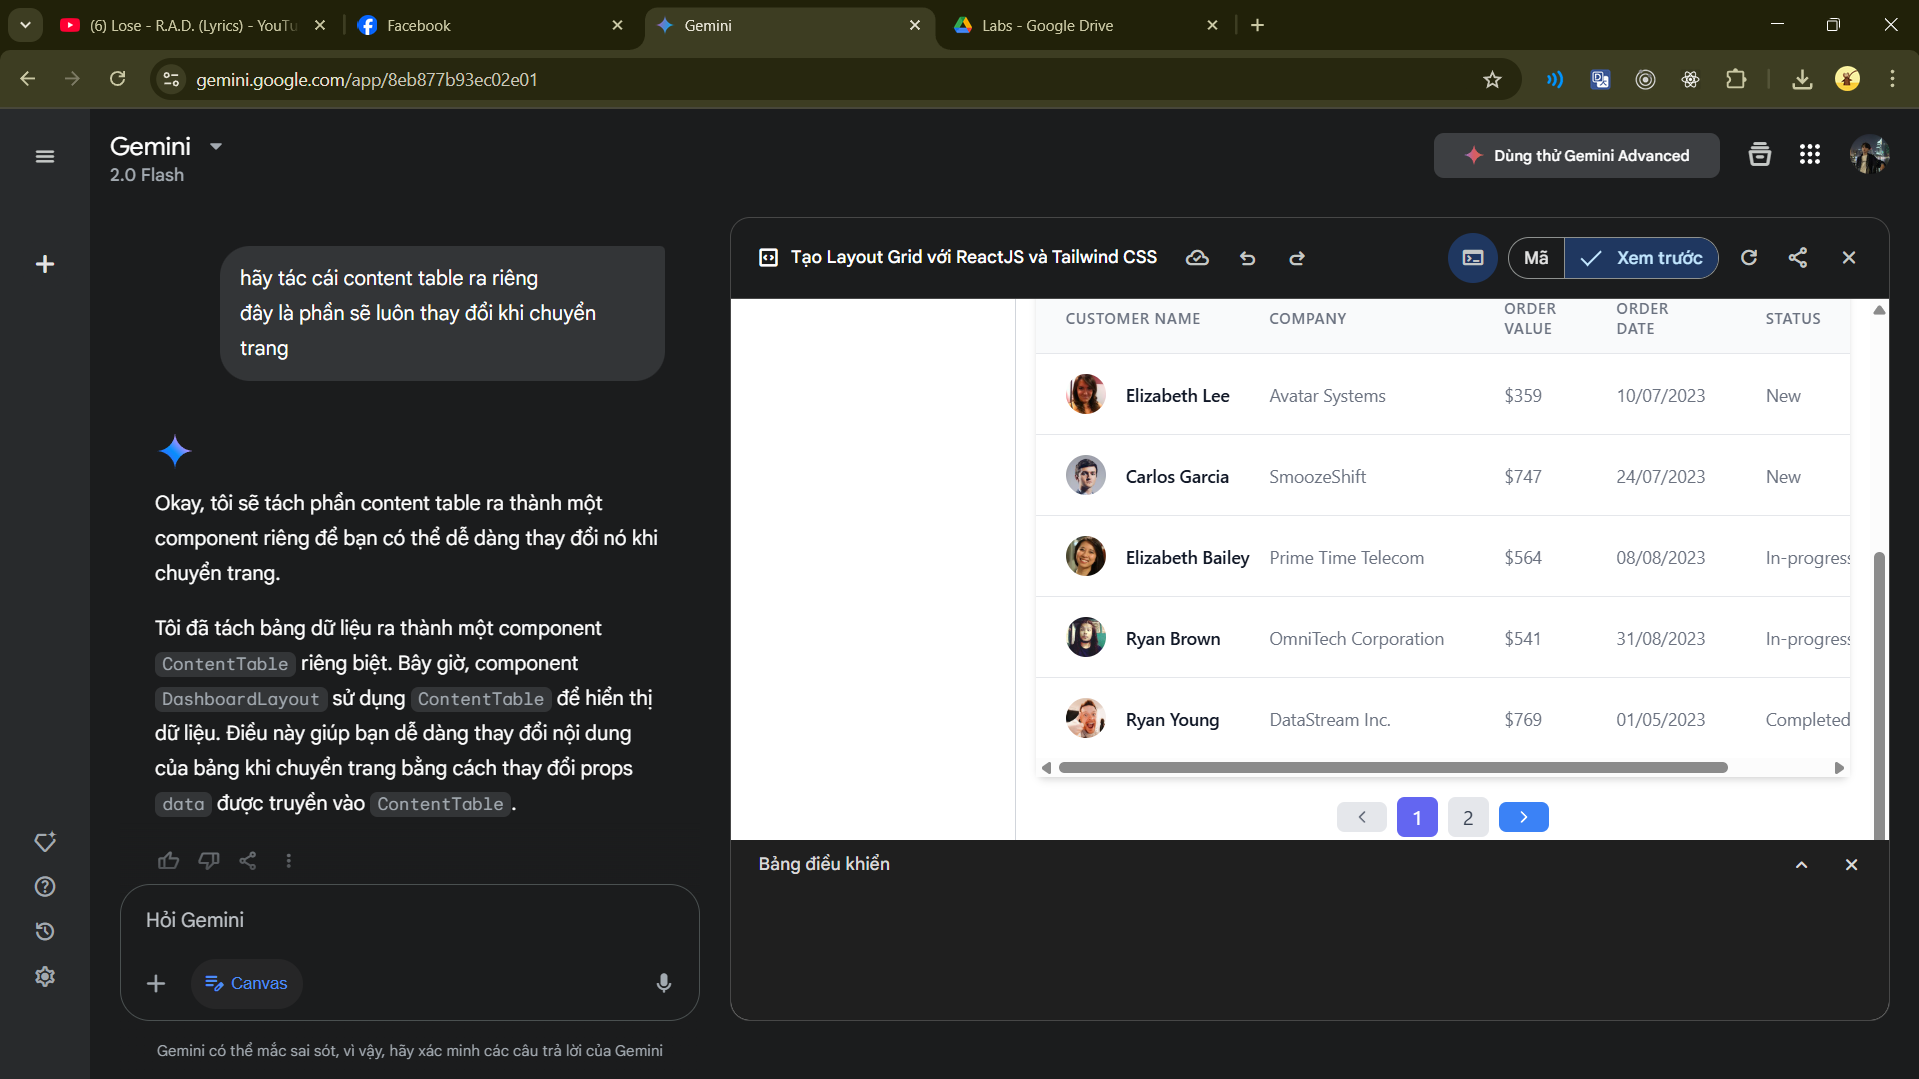 (6) Lose - R.A.D. (Lyrics) - YouTu
Facebook
Gemini
Labs - Google Drive
gemini.google.com/app/8eb877b93ec02e01
Gemini
2.0 Flash
Dùng thử Gemini Advanced
hãy tác cái content table ra riêng
đây là phần sẽ luôn thay đổi khi chuyển
trang
Okay, tôi sẽ tách phần content table ra thành một
component riêng để bạn có thể dễ dàng thay đổi nó khi
chuyển trang.
Tôi đã tách bảng dữ liệu ra thành một component
ContentTable riêng biệt. Bây giờ, component
DashboardLayout sử dụng ContentTable để hiển thị
dữ liệu. Điều này giúp bạn dễ dàng thay đổi nội dung
của bảng khi chuyển trang bằng cách thay đổi props
data được truyền vào ContentTable.
Hỏi Gemini
Canvas
Gemini có thể mắc sai sót, vì vậy, hãy xác minh các câu trả lời của Gemini
Tạo Layout Grid với ReactJS và Tailwind CSS
Mã
Xem trước
CUSTOMER NAME COMPANY ORDER VALUE ORDER DATE STATUS
Elizabeth Lee Avatar Systems $359 10/07/2023 New
Carlos Garcia SmoozeShift $747 24/07/2023 New
Elizabeth Bailey Prime Time Telecom $564 08/08/2023 In-progress
Ryan Brown OmniTech Corporation $541 31/08/2023 In-progress
Ryan Young DataStream Inc. $769 01/05/2023 Completed
1 2
Bảng điều khiển